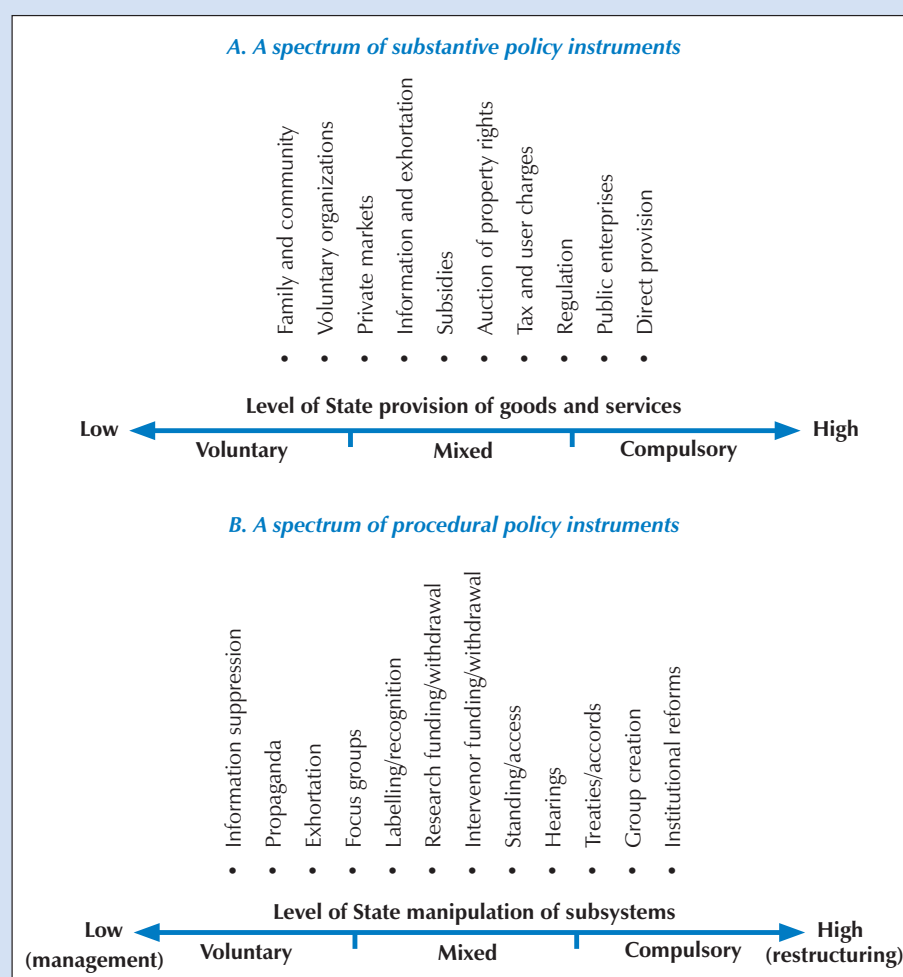 A. A spectrum of substantive policy instruments
• Family and community
• Voluntary organizations
• Private markets
• Information and exhortation
• Subsidies
• Auction of property rights
• Tax and user charges
• Regulation
• Public enterprises
• Direct provision
Level of State provision of goods and services
Low
High
Voluntary
Mixed
Compulsory
B. A spectrum of procedural policy instruments
• Information suppression
• Propaganda
• Exhortation
• Focus groups
• Labelling/recognition
• Research funding/withdrawal
• Intervenor funding/withdrawal
• Standing/access
• Hearings
• Treaties/accords
• Group creation
• Institutional reforms
Level of State manipulation of subsystems
Low
(management)
High
(restructuring)
Voluntary
Mixed
Compulsory